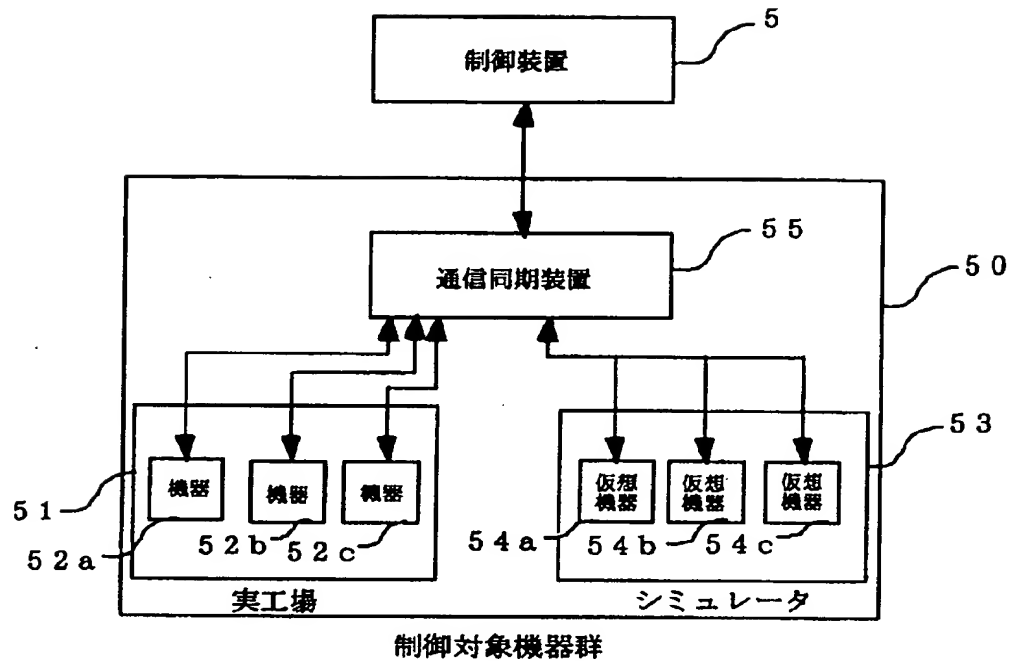 5
制御装置
55
通信同期装置
50
53
機器
機器
機器
仮想
機器
仮想
機器
仮想
機器
51
52a
52b
52c
54a
54b
54c
実工場
シミュレータ
制御対象機器群